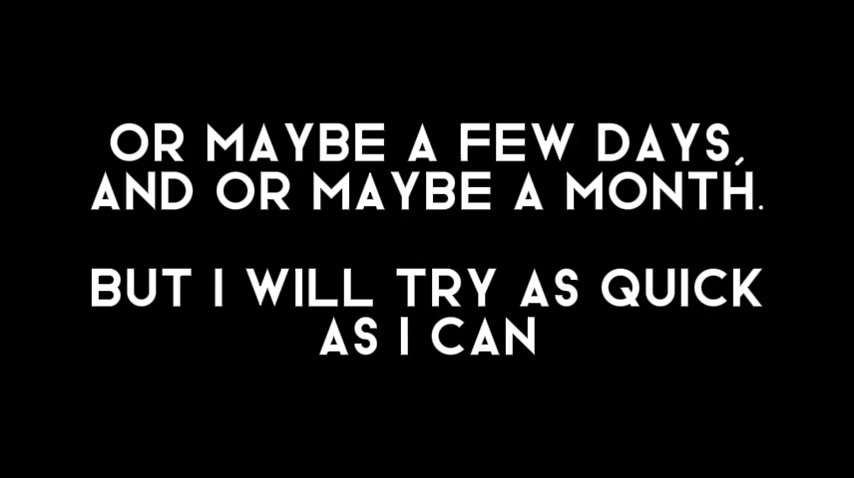 OR MAYBE A FEW DAYS,
AND OR MAYBE A MONTH.
BUT I WILL TRY AS QUICK
AS I CAN